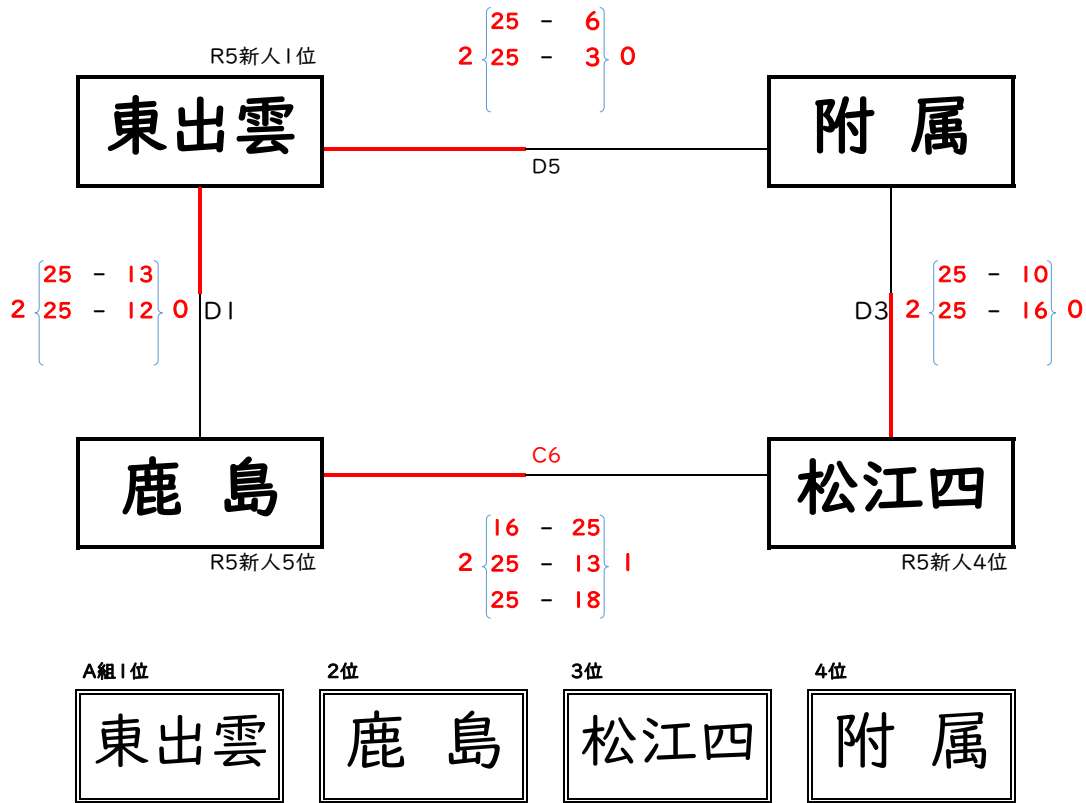 25 - 6
2 25 - 3 0
R5新人1位
東出雲
附 属
D5
25 - 13
2 25 - 12 0
D1
25 - 10
D3 2 25 - 16 0
鹿 島
C6
松江四
R5新人5位
R5新人4位
16 - 25
2 25 - 13 1
25 - 18
A組1位 2位 3位 4位
東出雲 鹿 島 松江四 附 属